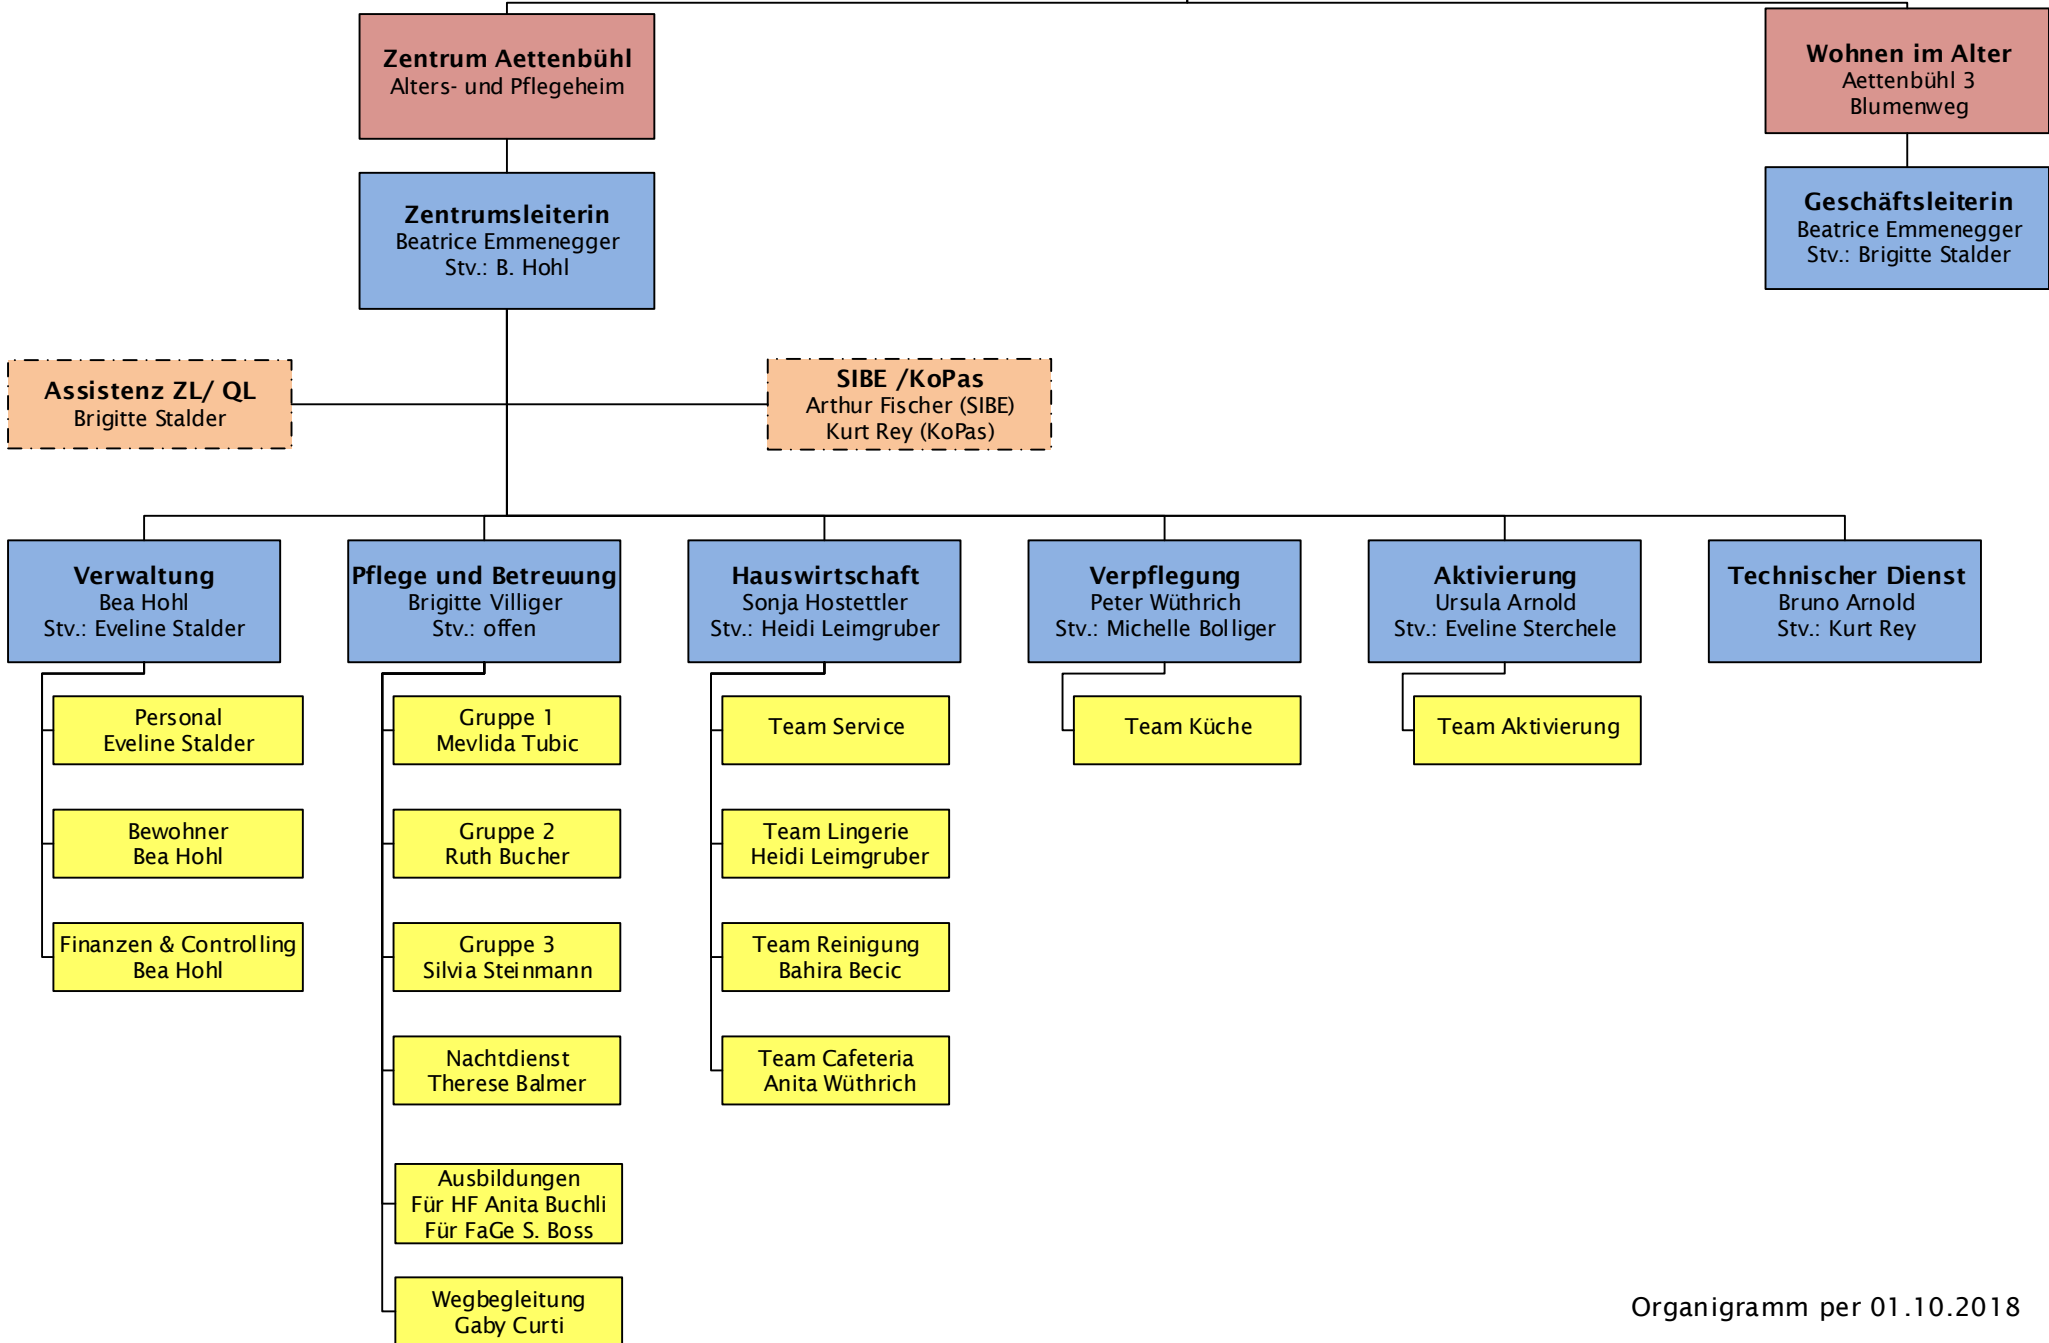 Zentrum Aettenbühl
Alters- und Pflegeheim
Wohnen im Alter
Aettenbühl 3
Blumenweg
Zentrumsleiterin
Beatrice Emmenegger
Stv.: B. Hohl
Geschäftsleiterin
Beatrice Emmenegger
Stv.: Brigitte Stalder
Assistenz ZL/ QL
Brigitte Stalder
SIBE /KoPas
Arthur Fischer (SIBE)
Kurt Rey (KoPas)
Verwaltung
Bea Hohl
Stv.: Eveline Stalder
Pflege und Betreuung
Brigitte Villiger
Stv.: offen
Hauswirtschaft
Sonja Hostettler
Stv.: Heidi Leimgruber
Verpflegung
Peter Wüthrich
Stv.: Michelle Bolliger
Aktivierung
Ursula Arnold
Stv.: Eveline Sterchele
Technischer Dienst
Bruno Arnold
Stv.: Kurt Rey
Personal
Eveline Stalder
Bewohner
Bea Hohl
Finanzen & Controlling
Bea Hohl
Gruppe 1
Mevlida Tubic
Gruppe 2
Ruth Bucher
Gruppe 3
Silvia Steinmann
Nachtdienst
Therese Balmer
Ausbildungen
Für HF Anita Buchli
Für FaGe S. Boss
Wegbegleitung
Gaby Curti
Team Service
Team Lingerie
Heidi Leimgruber
Team Reinigung
Bahira Becic
Team Cafeteria
Anita Wüthrich
Team Küche
Team Aktivierung
Organigramm per 01.10.2018